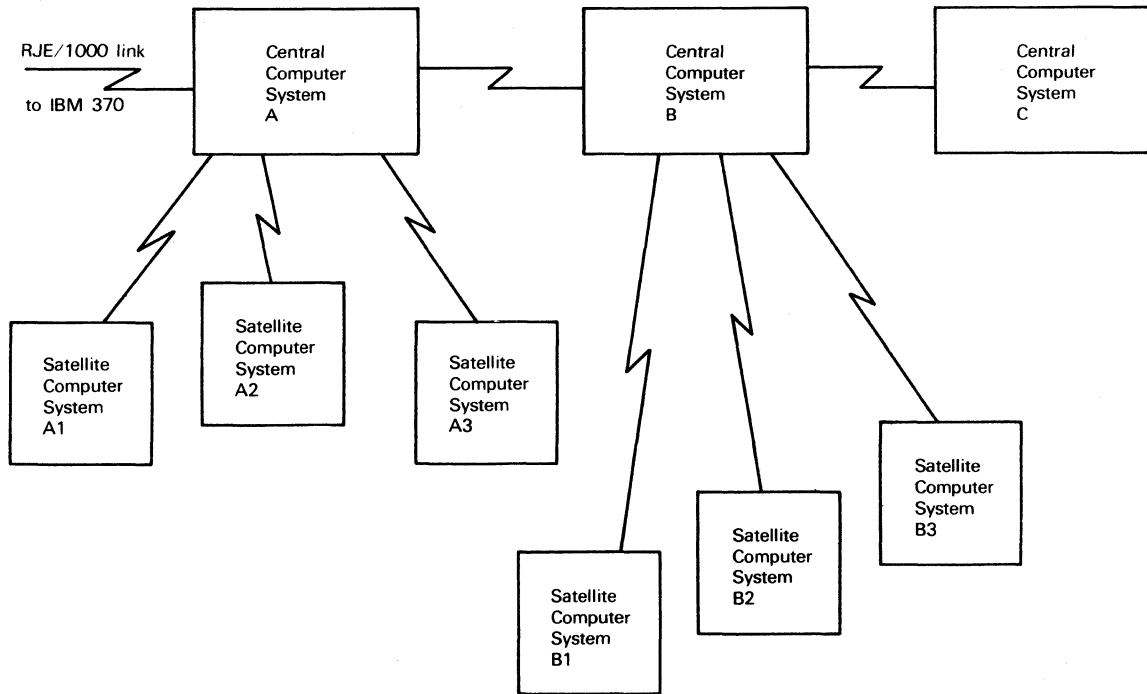 RJE/1000 link
to IBM 370
Central
Computer
System
A
Central
Computer
System
B
Central
Computer
System
C
Satellite
Computer
System
A1
Satellite
Computer
System
A2
Satellite
Computer
System
A3
Satellite
Computer
System
B1
Satellite
Computer
System
B2
Satellite
Computer
System
B3